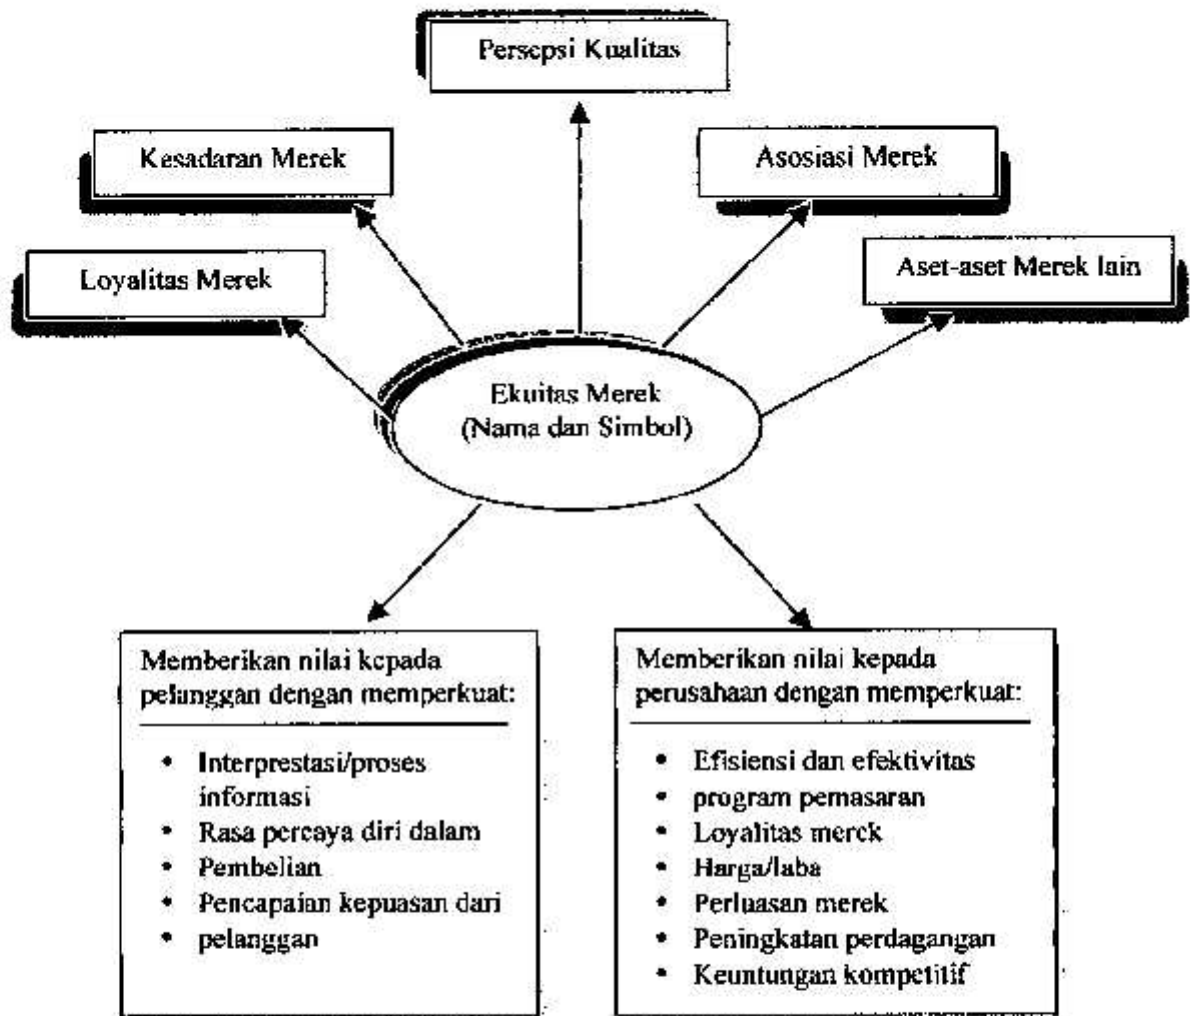 Persepsi Kualitas
Kesadaran Merek
Asosiasi Merek
Loyalitas Merek
Aset-aset Merek lain
Ekuitas Merek
(Nama dan Simbol)
Memberikan nilai kepada
pelanggan dengan memperkuat:
• Interprestasi/proses
informasi
• Rasa percaya diri dalam
• Pembelian
• Pencapaian kepuasan dari
• pelanggan
Memberikan nilai kepada
perusahaan dengan memperkuat:
• Efisiensi dan efektivitas
• program pemasaran
• Loyalitas merek
• Harga/laba
• Perluasan merek
• Peningkatan perdagangan
• Keuntungan kompetitif